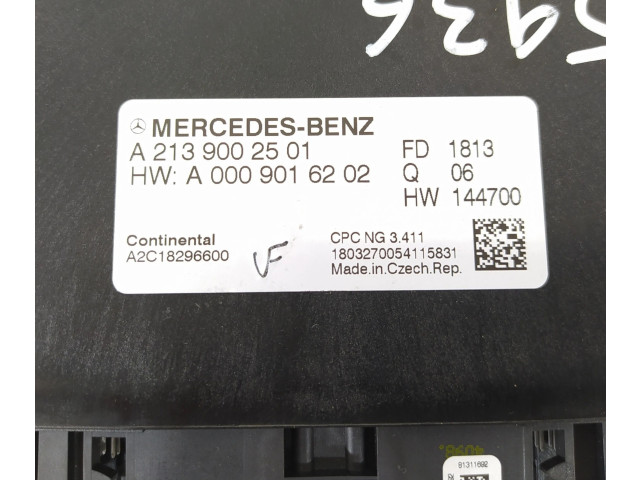 5936
MERCEDES-BENZ
A 213 900 25 01 FD 1813
HW: A 000 901 62 02 Q 06
HW 144700
Continental CPC NG 3.411
A2C18296600 1803270054115831
VF Made.in.Czech.Rep.
81311692